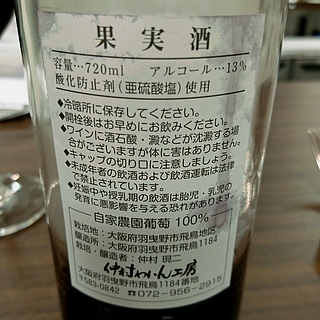 果実酒
容量…720ml アルコール…13%
酸化防止剤(亜硫酸塩)使用
◆冷暗所に保存してください。
◆開栓後はお早めにお飲みください。
◆ワインに酒石酸・澱などが沈澱する場
合がございますが体に害はありません。
◆キャップの切り口に注意しましょう。
◆未成年者の飲酒および飲酒運転は法律
で禁止されています。
◆妊娠中や授乳期の飲酒は胎児・乳児の
発育に悪影響を与える恐れがあります。
自家農園葡萄 100%
栽培地:大阪府羽曳野市飛鳥地区
住 所:大阪府羽曳野市飛鳥1184
栽培・醸造者:仲村 現二
仲村わいん工房
大阪府羽曳野市飛鳥1184番地
〒583-0842 ☎072-956-2915